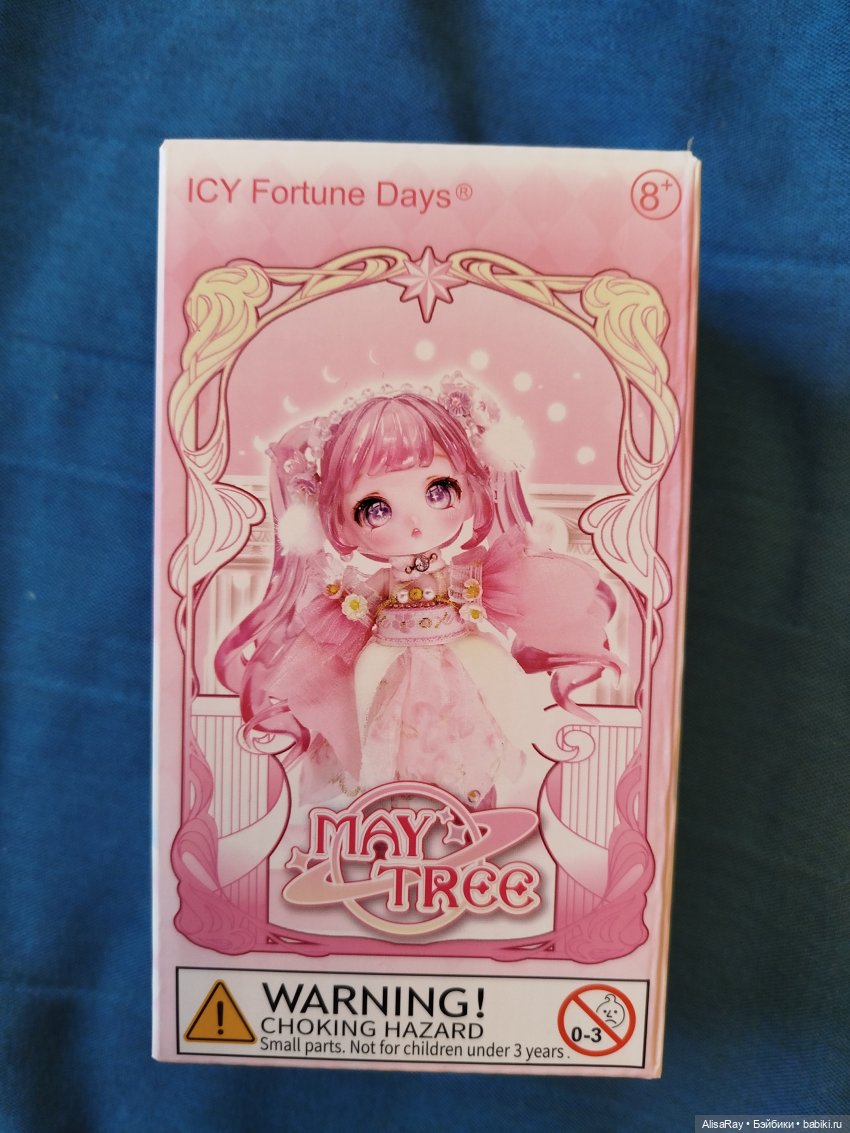 ICY Fortune Days®
8+
MAY
TREE
WARNING!
CHOKING HAZARD
0-3
Small parts. Not for children under 3 years.
AlisaRay • Бэйбики • babiki.ru